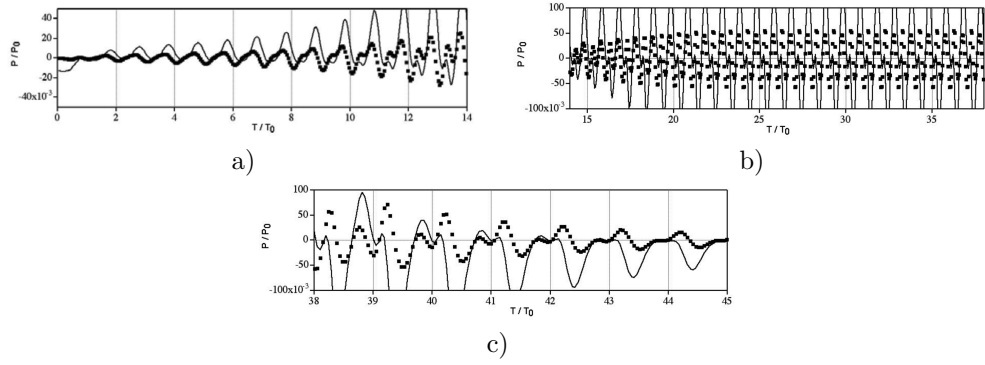 40
20
0
-20
-40x10⁻³
P / P₀
0 2 4 6 8 10 12 14
T / T₀
a)
100
50
0
-50
-100x10⁻³
P / P₀
15 20 25 30 35
T / T₀
b)
100
50
0
-50
-100x10⁻³
P / P₀
38 39 40 41 42 43 44 45
T / T₀
c)